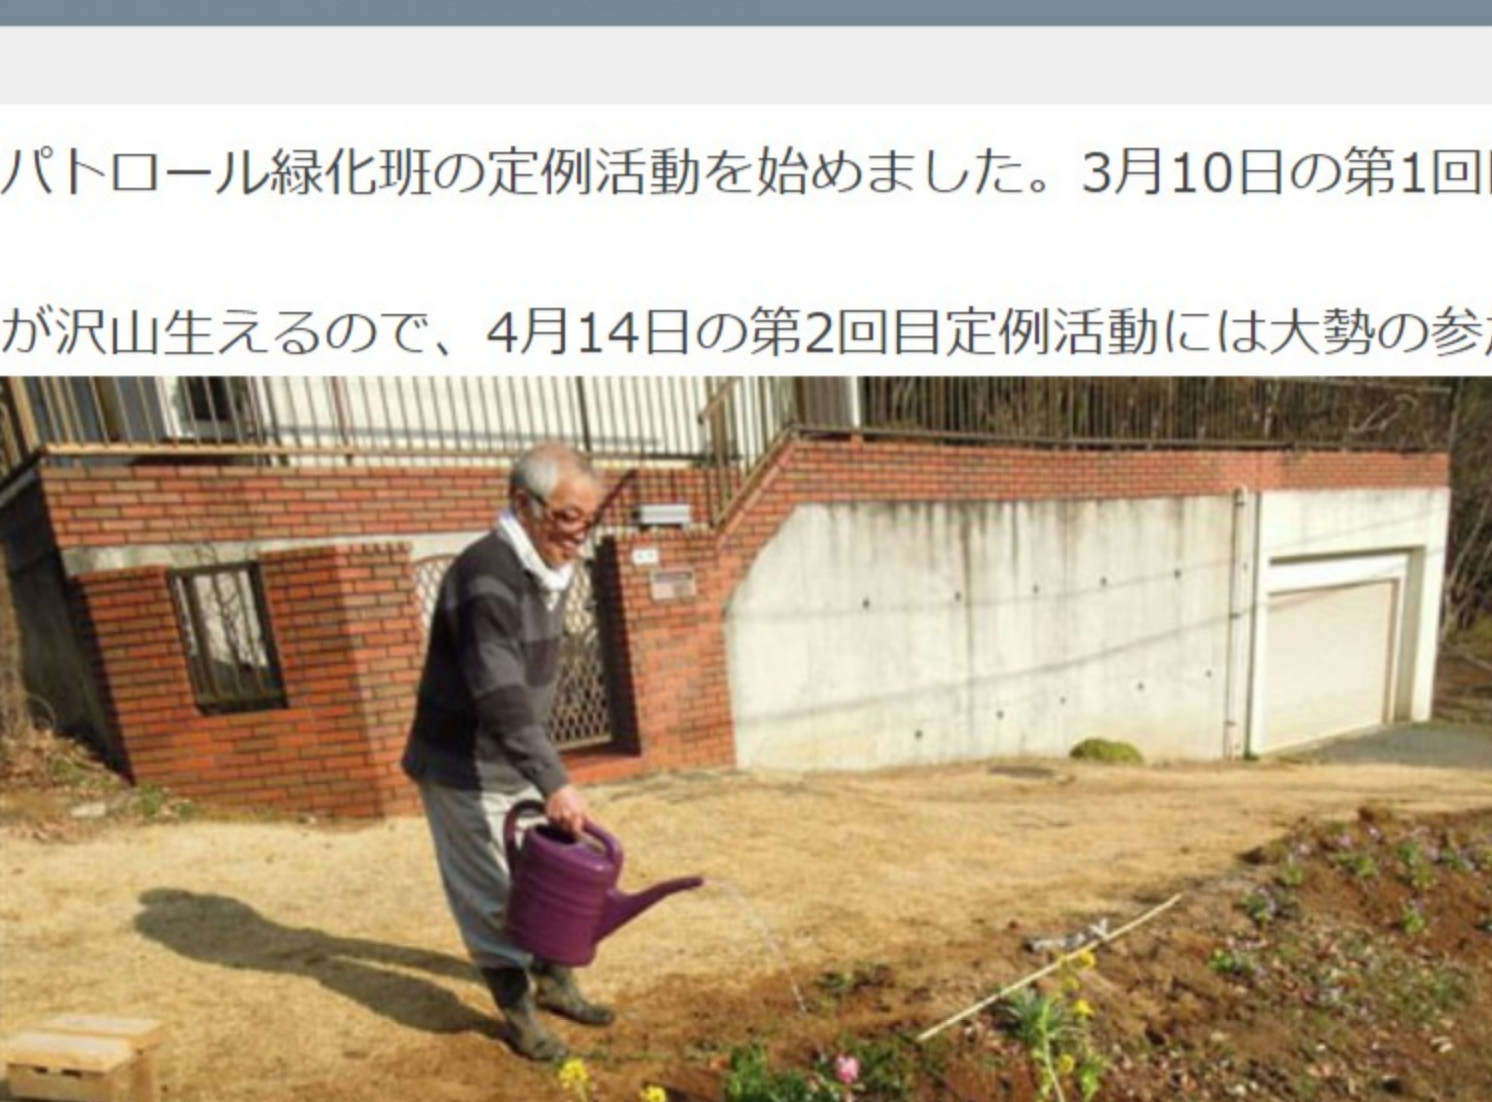 パトロール緑化班の定例活動を始めました。3月10日の第1回
が沢山生えるので、4月14日の第2回目定例活動には大勢の参